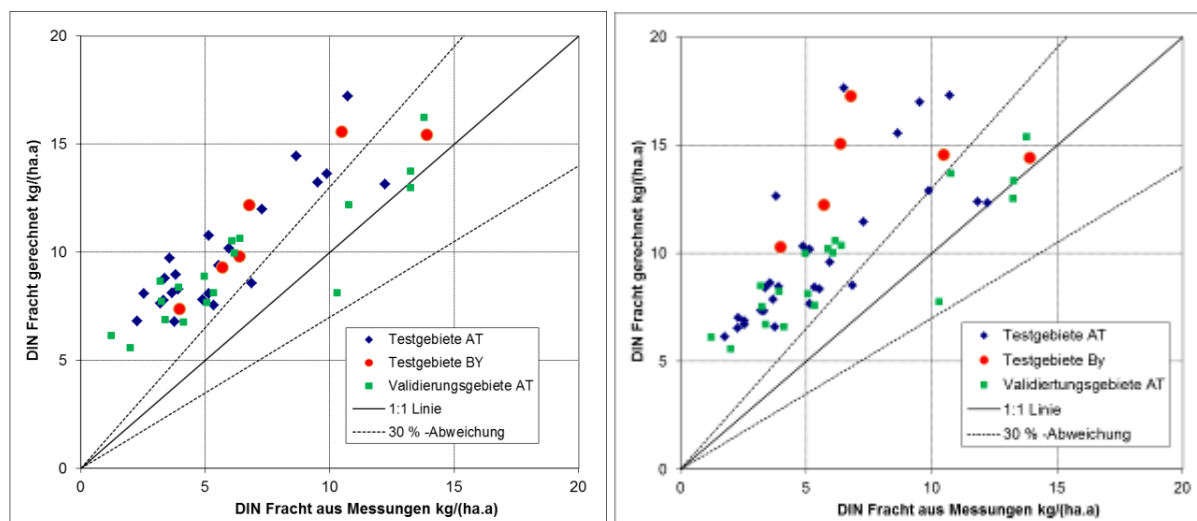 20
15
10
5
0
DIN Fracht gerechnet kg/(ha.a)
0
5
10
15
20
DIN Fracht aus Messungen kg/(ha.a)
Testgebiete AT
Testgebiete BY
Validierungsgebiete AT
1:1 Linie
30 % -Abweichung
20
15
10
5
0
DIN Fracht gerechnet kg/(ha.a)
0
5
10
15
20
DIN Fracht aus Messungen kg/(ha.a)
Testgebiete AT
Testgebiete By
Validiertungsgebiete AT
1:1 Linie
30 % -Abweichung